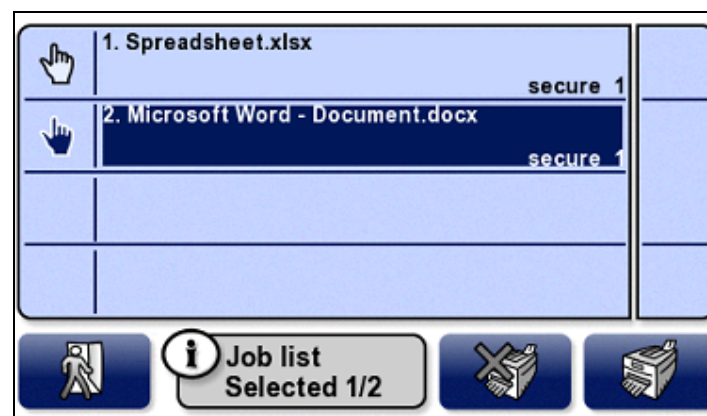 1. Spreadsheet.xlsx
secure 1
2. Microsoft Word - Document.docx
secure 1
i Job list
Selected 1/2